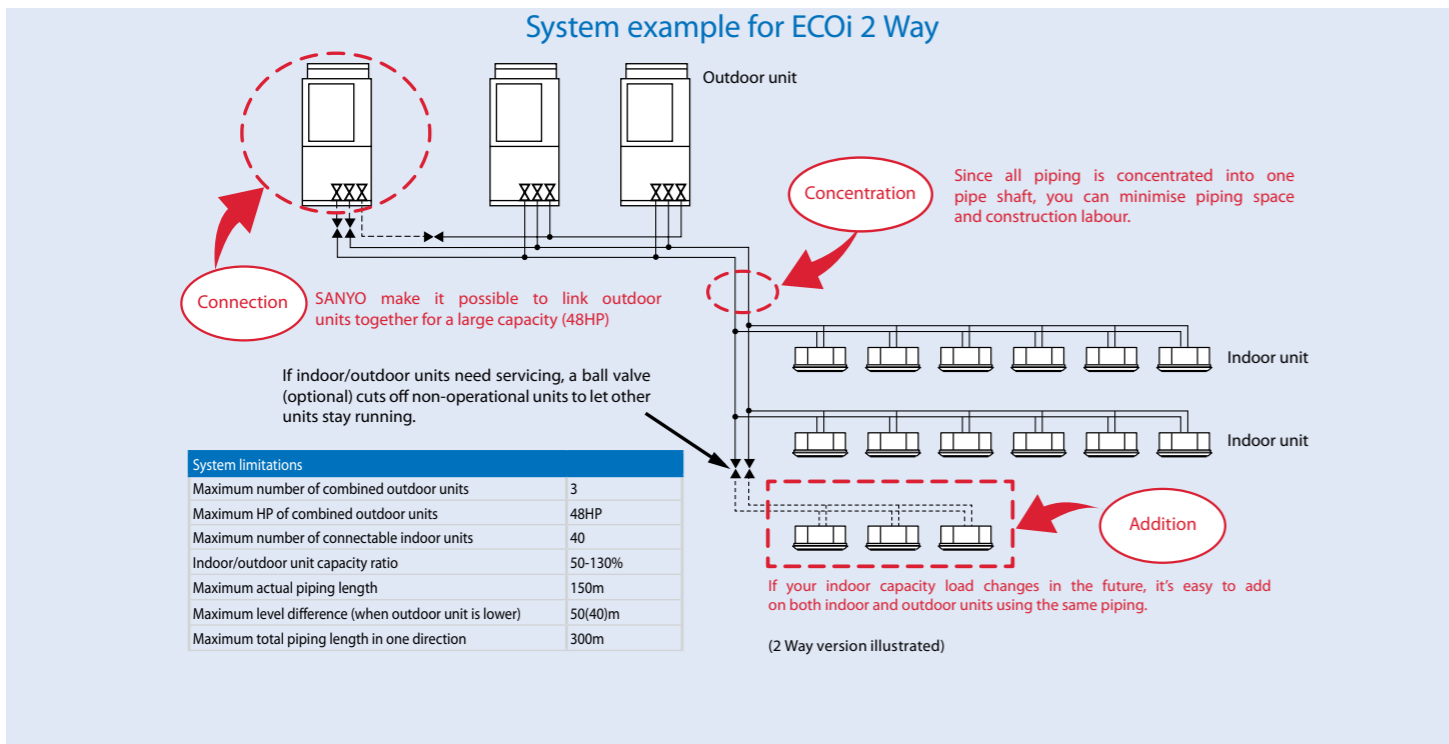 System example for ECOi 2 Way
Outdoor unit
Concentration
Since all piping is concentrated into one
pipe shaft, you can minimise piping space
and construction labour.
Connection
SANYO make it possible to link outdoor
units together for a large capacity (48HP)
Indoor unit
If indoor/outdoor units need servicing, a ball valve
(optional) cuts off non-operational units to let other
units stay running.
Indoor unit
System limitations
Maximum number of combined outdoor units 3
Maximum HP of combined outdoor units 48HP
Maximum number of connectable indoor units 40
Indoor/outdoor unit capacity ratio 50-130%
Maximum actual piping length 150m
Maximum level difference (when outdoor unit is lower) 50(40)m
Maximum total piping length in one direction 300m
Addition
If your indoor capacity load changes in the future, it's easy to add
on both indoor and outdoor units using the same piping.
(2 Way version illustrated)